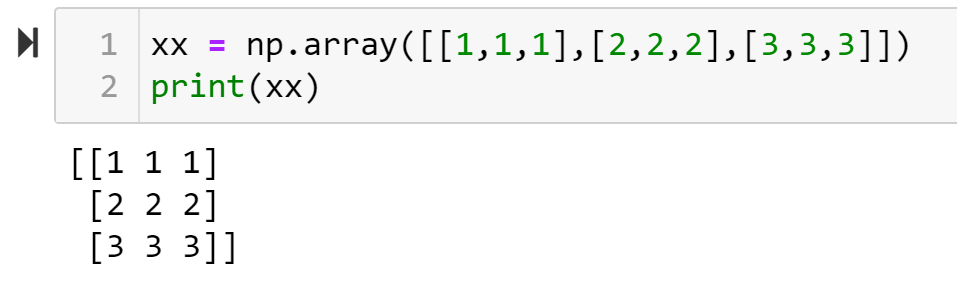 1 xx = np.array([[1,1,1],[2,2,2],[3,3,3]])
2 print(xx)
[[1 1 1]
[2 2 2]
[3 3 3]]